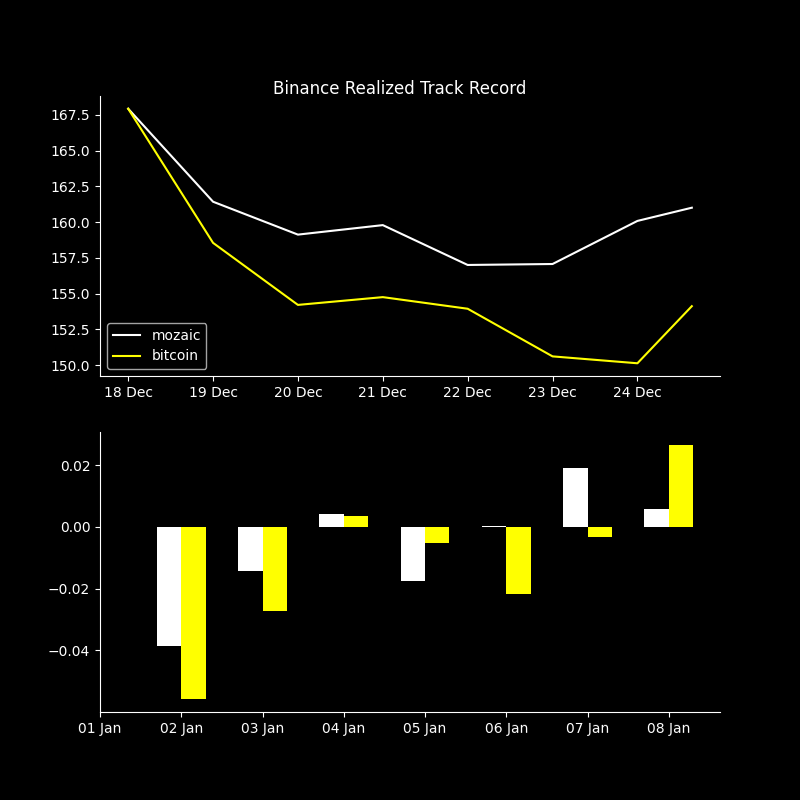 Binance Realized Track Record
167.5
165.0
162.5
160.0
157.5
155.0
152.5
150.0
mozaic
bitcoin
18 Dec 19 Dec 20 Dec 21 Dec 22 Dec 23 Dec 24 Dec
0.02
0.00
−0.02
−0.04
01 Jan 02 Jan 03 Jan 04 Jan 05 Jan 06 Jan 07 Jan 08 Jan